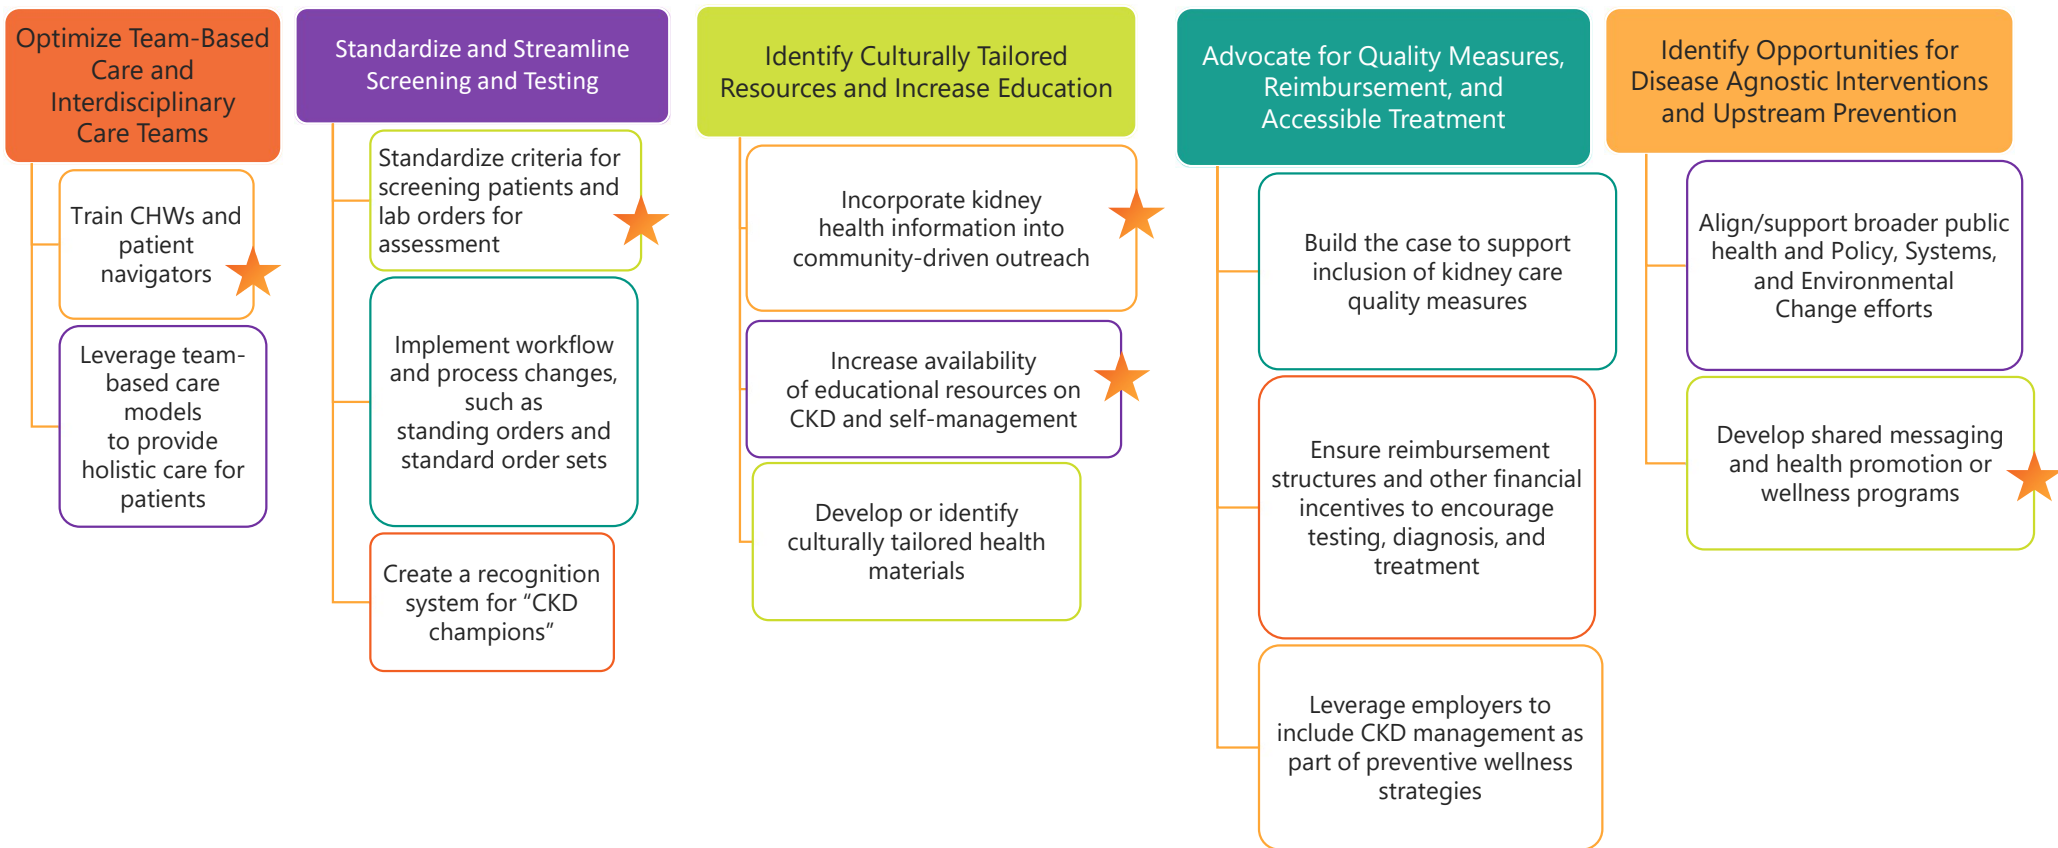 Optimize Team-Based
Care and
Interdisciplinary
Care Teams
Train CHWs and
patient
navigators
Leverage team-
based care
models
to provide
holistic care for
patients
Standardize and Streamline
Screening and Testing
Standardize criteria for
screening patients and
lab orders for
assessment
Implement workflow
and process changes,
such as
standing orders and
standard order sets
Create a recognition
system for “CKD
champions”
Identify Culturally Tailored
Resources and Increase Education
Incorporate kidney
health information into
community-driven outreach
Increase availability
of educational resources on
CKD and self-management
Develop or identify
culturally tailored health
materials
Advocate for Quality Measures,
Reimbursement, and
Accessible Treatment
Build the case to support
inclusion of kidney care
quality measures
Ensure reimbursement
structures and other financial
incentives to encourage
testing, diagnosis, and
treatment
Leverage employers to
include CKD management as
part of preventive wellness
strategies
Identify Opportunities for
Disease Agnostic Interventions
and Upstream Prevention
Align/support broader public
health and Policy, Systems,
and Environmental
Change efforts
Develop shared messaging
and health promotion or
wellness programs